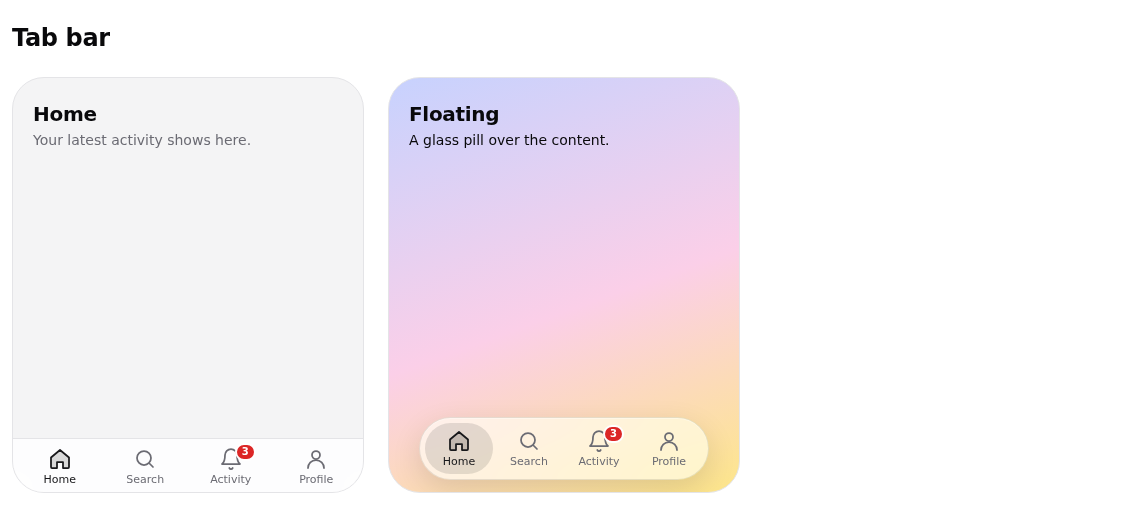 Tab bar
Home
Your latest activity shows here.
3
Home
Search
Activity
Profile
Floating
A glass pill over the content.
3
Home
Search
Activity
Profile